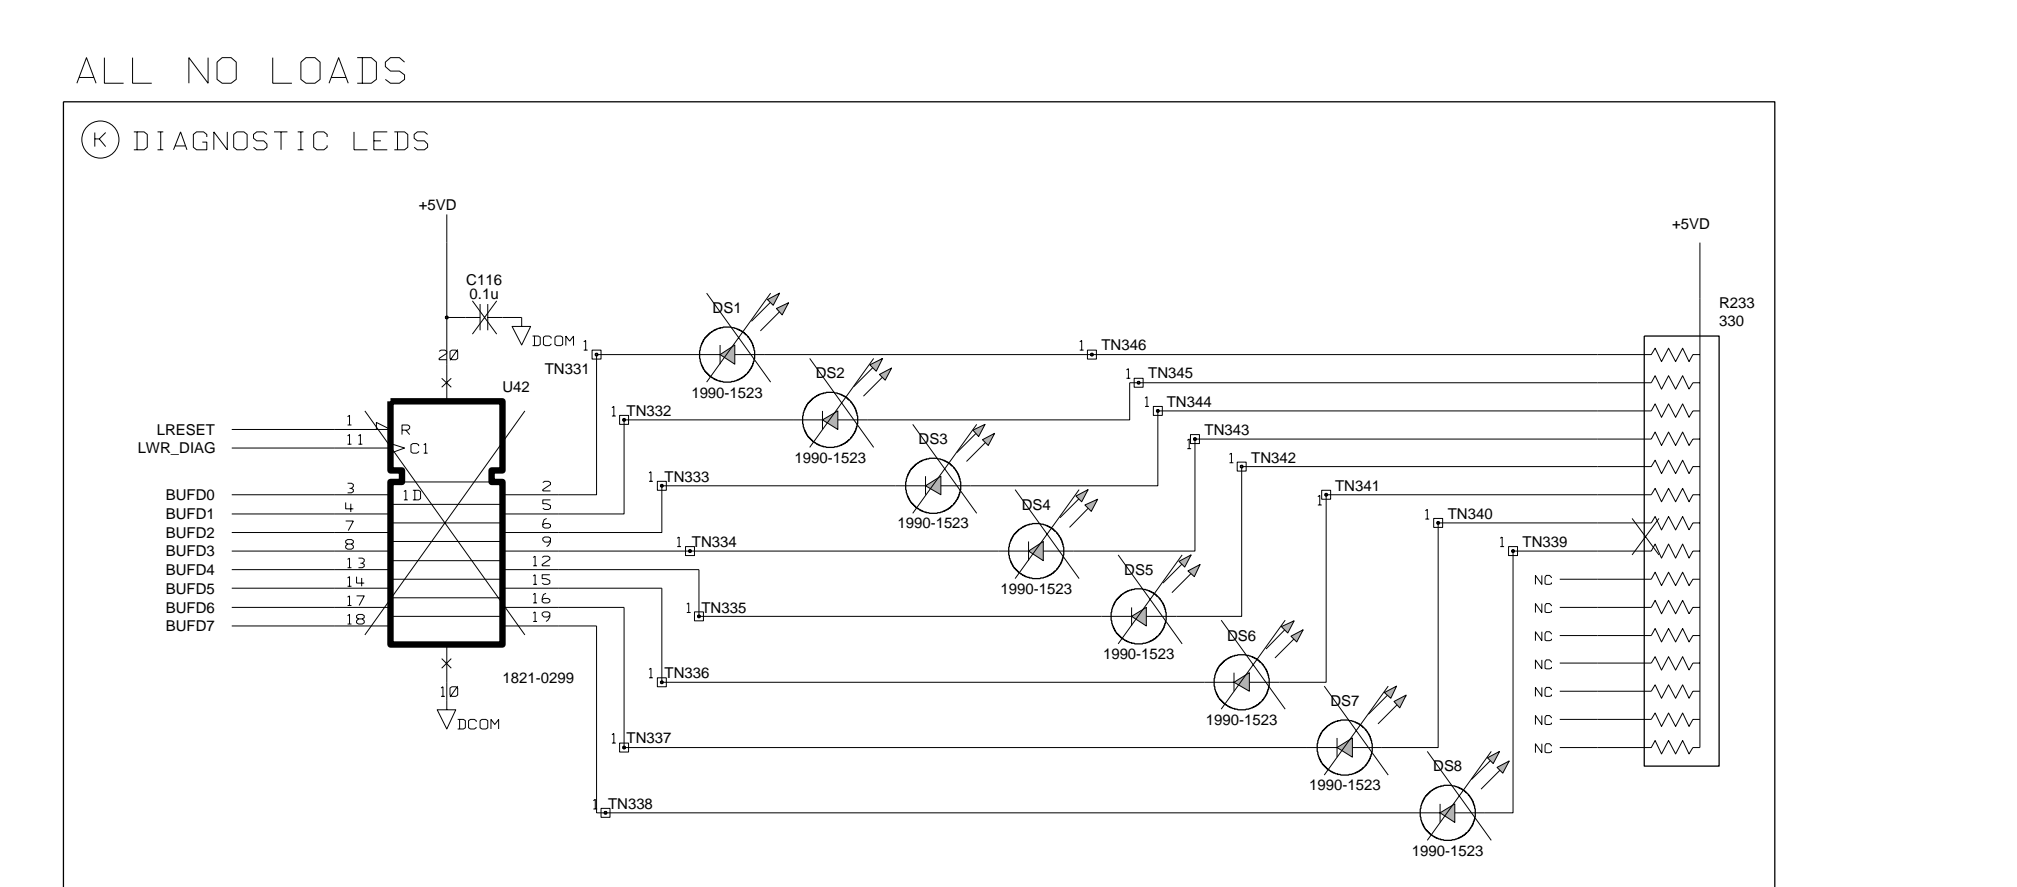 ALL NO LOADS
K DIAGNOSTIC LEDS
+5VD
+5VD
C116
0.1u
R233
330
DS1
DCOM
20
1
TN331
1 TN346
1990-1523
DS2
1 TN345
U42
1 TN332
1 TN344
LRESET 1 R
LWR_DIAG 11 C1
DS3
1 TN343
1990-1523
1 TN342
1 TN333
BUFD0 3 1D 2
1 TN341
BUFD1 4 5
DS4
1 TN340
BUFD2 7 6
1990-1523
BUFD3 8 9
1 TN334
1 TN339
BUFD4 13 12
DS5
BUFD5 14 15
1990-1523
NC
BUFD6 17 16
1 TN335
NC
BUFD7 18 19
DS6
NC
1990-1523
NC
1 TN336
1821-0299
10
NC
DS7
1990-1523
NC
DCOM
1 TN337
NC
DS8
1990-1523
1 TN338
1990-1523